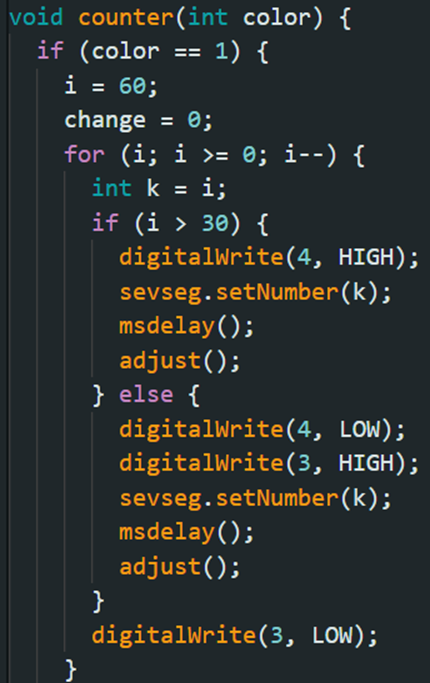 void counter(int color) {
  if (color == 1) {
    i = 60;
    change = 0;
    for (i; i >= 0; i--) {
      int k = i;
      if (i > 30) {
        digitalWrite(4, HIGH);
        sevseg.setNumber(k);
        msdelay();
        adjust();
      } else {
        digitalWrite(4, LOW);
        digitalWrite(3, HIGH);
        sevseg.setNumber(k);
        msdelay();
        adjust();
      }
      digitalWrite(3, LOW);
    }